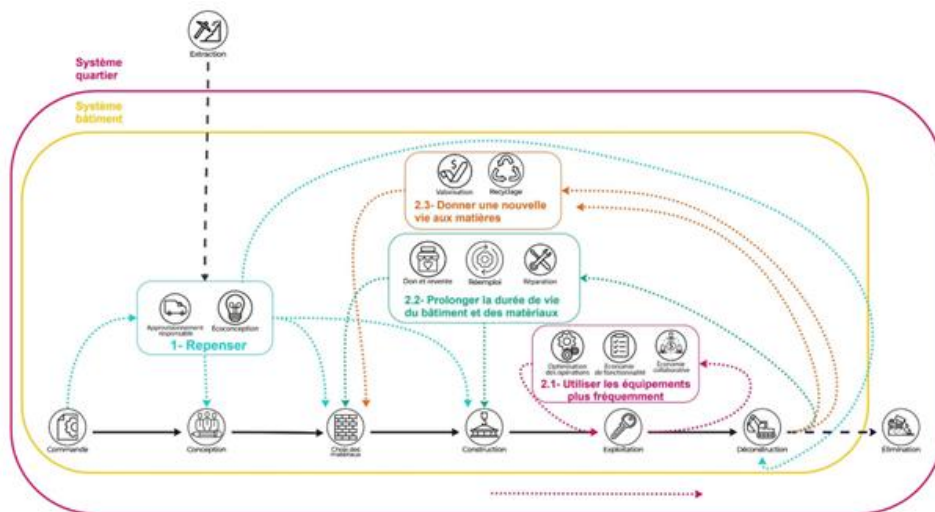 Extraction
Système
quartier
Système
bâtiment
Valorisation
Recyclage
2.3- Donner une nouvelle
vie aux matières
Don et revente
Réemploi
Réparation
2.2- Prolonger la durée de vie
du bâtiment et des matériaux
Approvisionnement
responsable
Écoconception
1- Repenser
Optimisation
des opérations
Économie
de fonctionnalité
Économie
collaborative
2.1- Utiliser les équipements
plus fréquemment
Commande
Conception
Choix des
matériaux
Construction
Exploitation
Déconstruction
Elimination